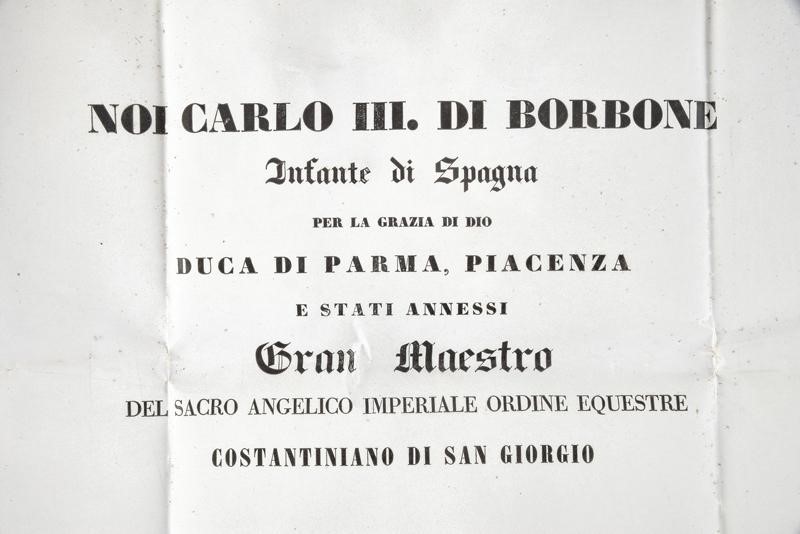 NOI CARLO III. DI BORBONE
Infante di Spagna
PER LA GRAZIA DI DIO
DUCA DI PARMA, PIACENZA
E STATI ANNESSI
Gran Maestro
DEL SACRO ANGELICO IMPERIALE ORDINE EQUESTRE
COSTANTINIANO DI SAN GIORGIO